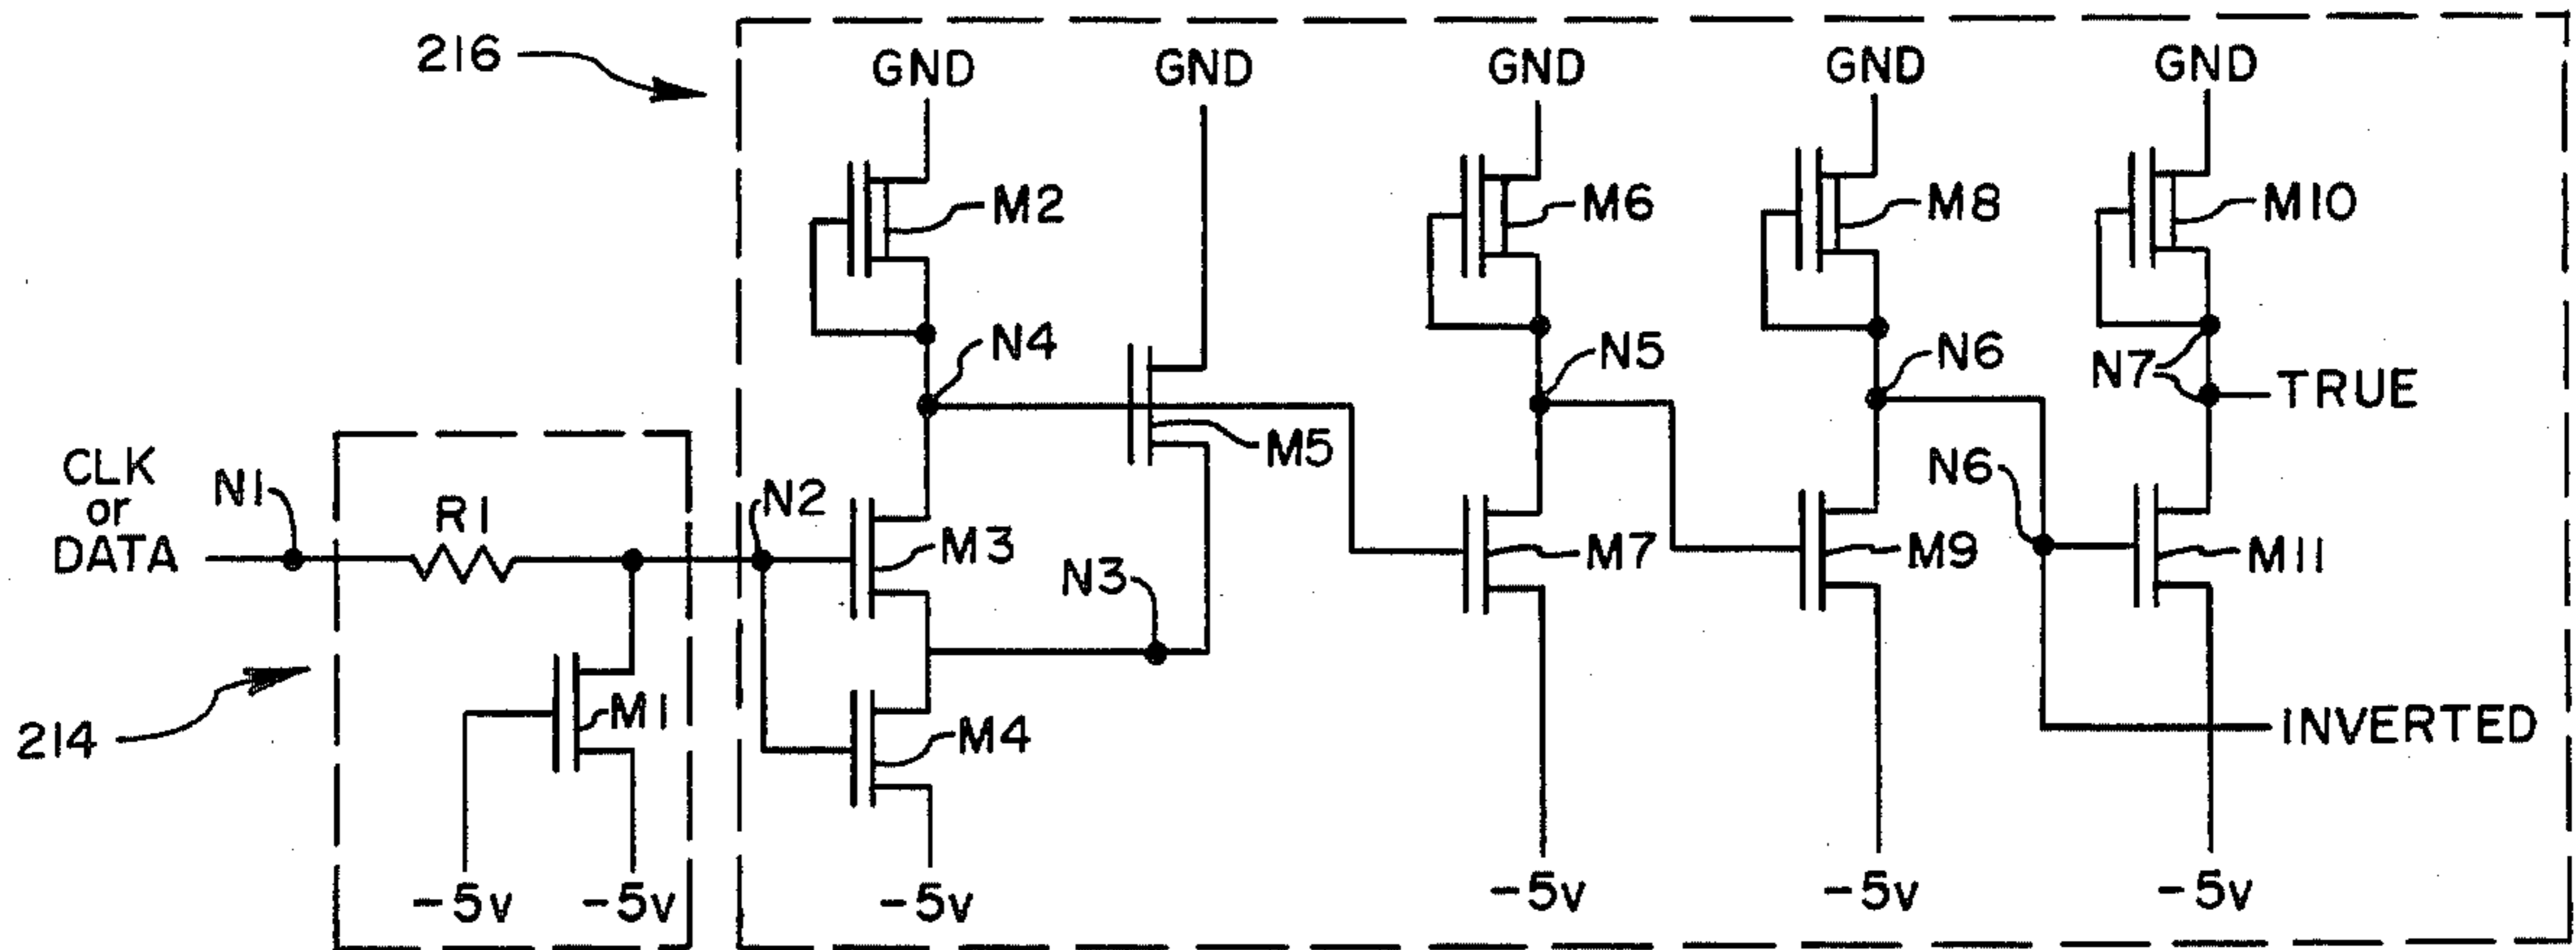 216
GND
GND
GND
GND
GND
M2
M6
M8
M10
N4
N5
N6
N7
TRUE
M5
CLK
or
DATA
N1
R1
N2
M3
N3
M7
M9
N6
M11
214
M1
M4
INVERTED
-5v
-5v
-5v
-5v
-5v
-5v